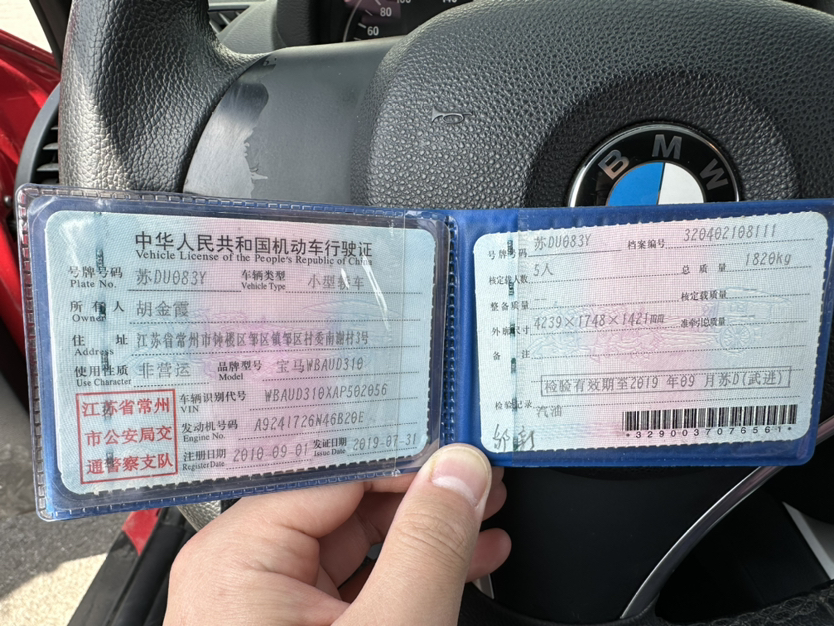 80
60
BMW
中华人民共和国机动车行驶证
Vehicle License of the People's Republic of China
号牌号码 苏DU083Y 车辆类型 小型轿车
Plate No. Vehicle Type
所有人 胡金霞
Owner
住址 江苏省常州市钟楼区邹区镇邹区村委南谢村3号
Address
使用性质 非营运 品牌型号 宝马WBAUD310
Use Character Model
江苏省常州
市公安局交
通警察支队
车辆识别代号 WBAUD310XAP502056
VIN
发动机号码 A9241726N46B20E
Engine No.
注册日期 2010-09-01 发证日期 2019-07-31
Register Date Issue Date
号牌号码 苏DU083Y 档案编号 320402108111
核定载人数 5人 总质量 1820kg
整备质量 -- 核定载质量
外廓尺寸 4239×1748×1421mm 准牵引总质量 --
备注
检验有效期至2019年09月苏D(武进)
检验记录
汽油
*3290037076561*